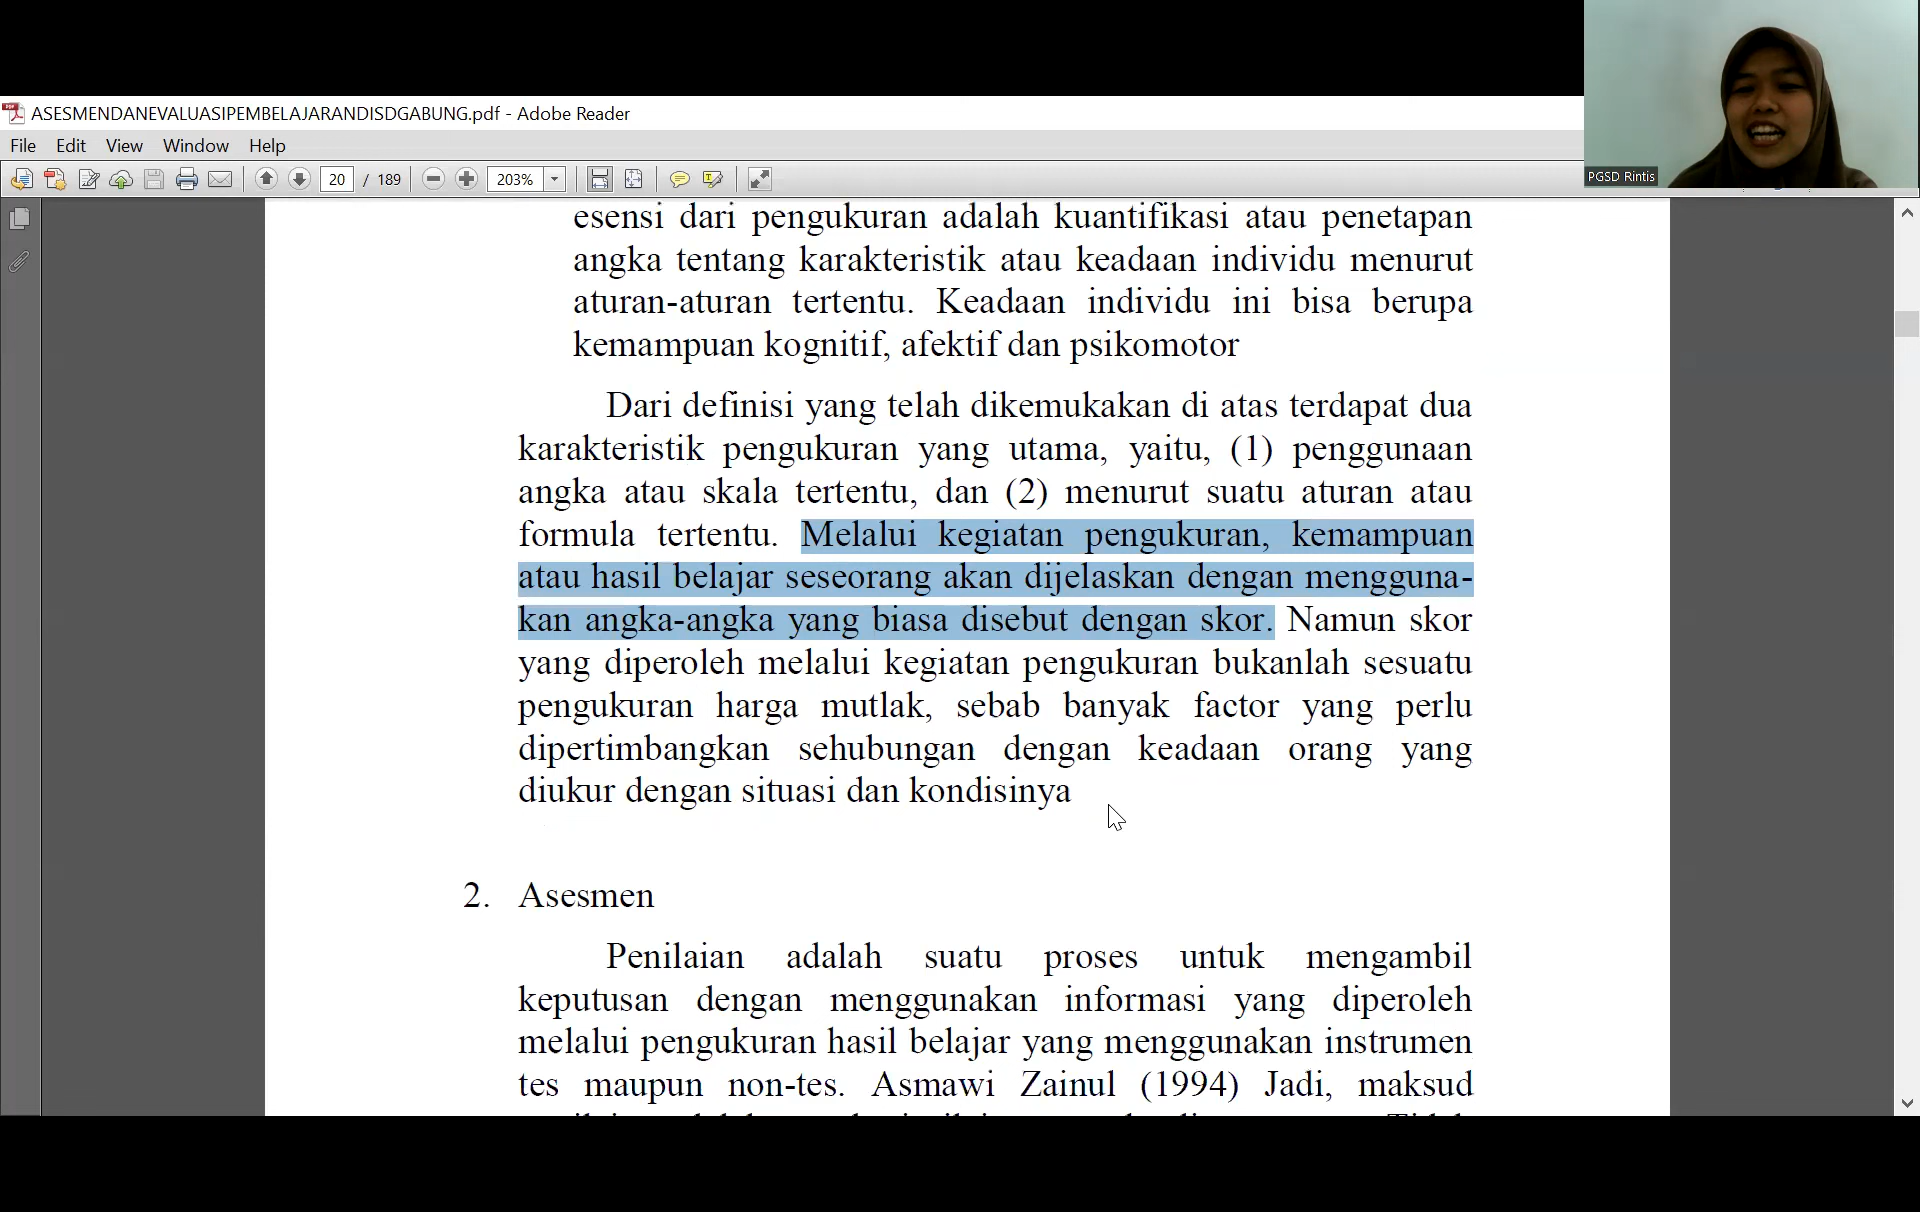 ASESMENDANEVALUASIPEMBELAJARANDISDGABUNG.pdf - Adobe Reader
File Edit View Window Help
20 / 189 203%
PGSD Rintis
esensi dari pengukuran adalah kuantifikasi atau penetapan
angka tentang karakteristik atau keadaan individu menurut
aturan-aturan tertentu. Keadaan individu ini bisa berupa
kemampuan kognitif, afektif dan psikomotor
Dari definisi yang telah dikemukakan di atas terdapat dua
karakteristik pengukuran yang utama, yaitu, (1) penggunaan
angka atau skala tertentu, dan (2) menurut suatu aturan atau
formula tertentu. Melalui kegiatan pengukuran, kemampuan
atau hasil belajar seseorang akan dijelaskan dengan mengguna-
kan angka-angka yang biasa disebut dengan skor. Namun skor
yang diperoleh melalui kegiatan pengukuran bukanlah sesuatu
pengukuran harga mutlak, sebab banyak factor yang perlu
dipertimbangkan sehubungan dengan keadaan orang yang
diukur dengan situasi dan kondisinya
2. Asesmen
Penilaian adalah suatu proses untuk mengambil
keputusan dengan menggunakan informasi yang diperoleh
melalui pengukuran hasil belajar yang menggunakan instrumen
tes maupun non-tes. Asmawi Zainul (1994) Jadi, maksud